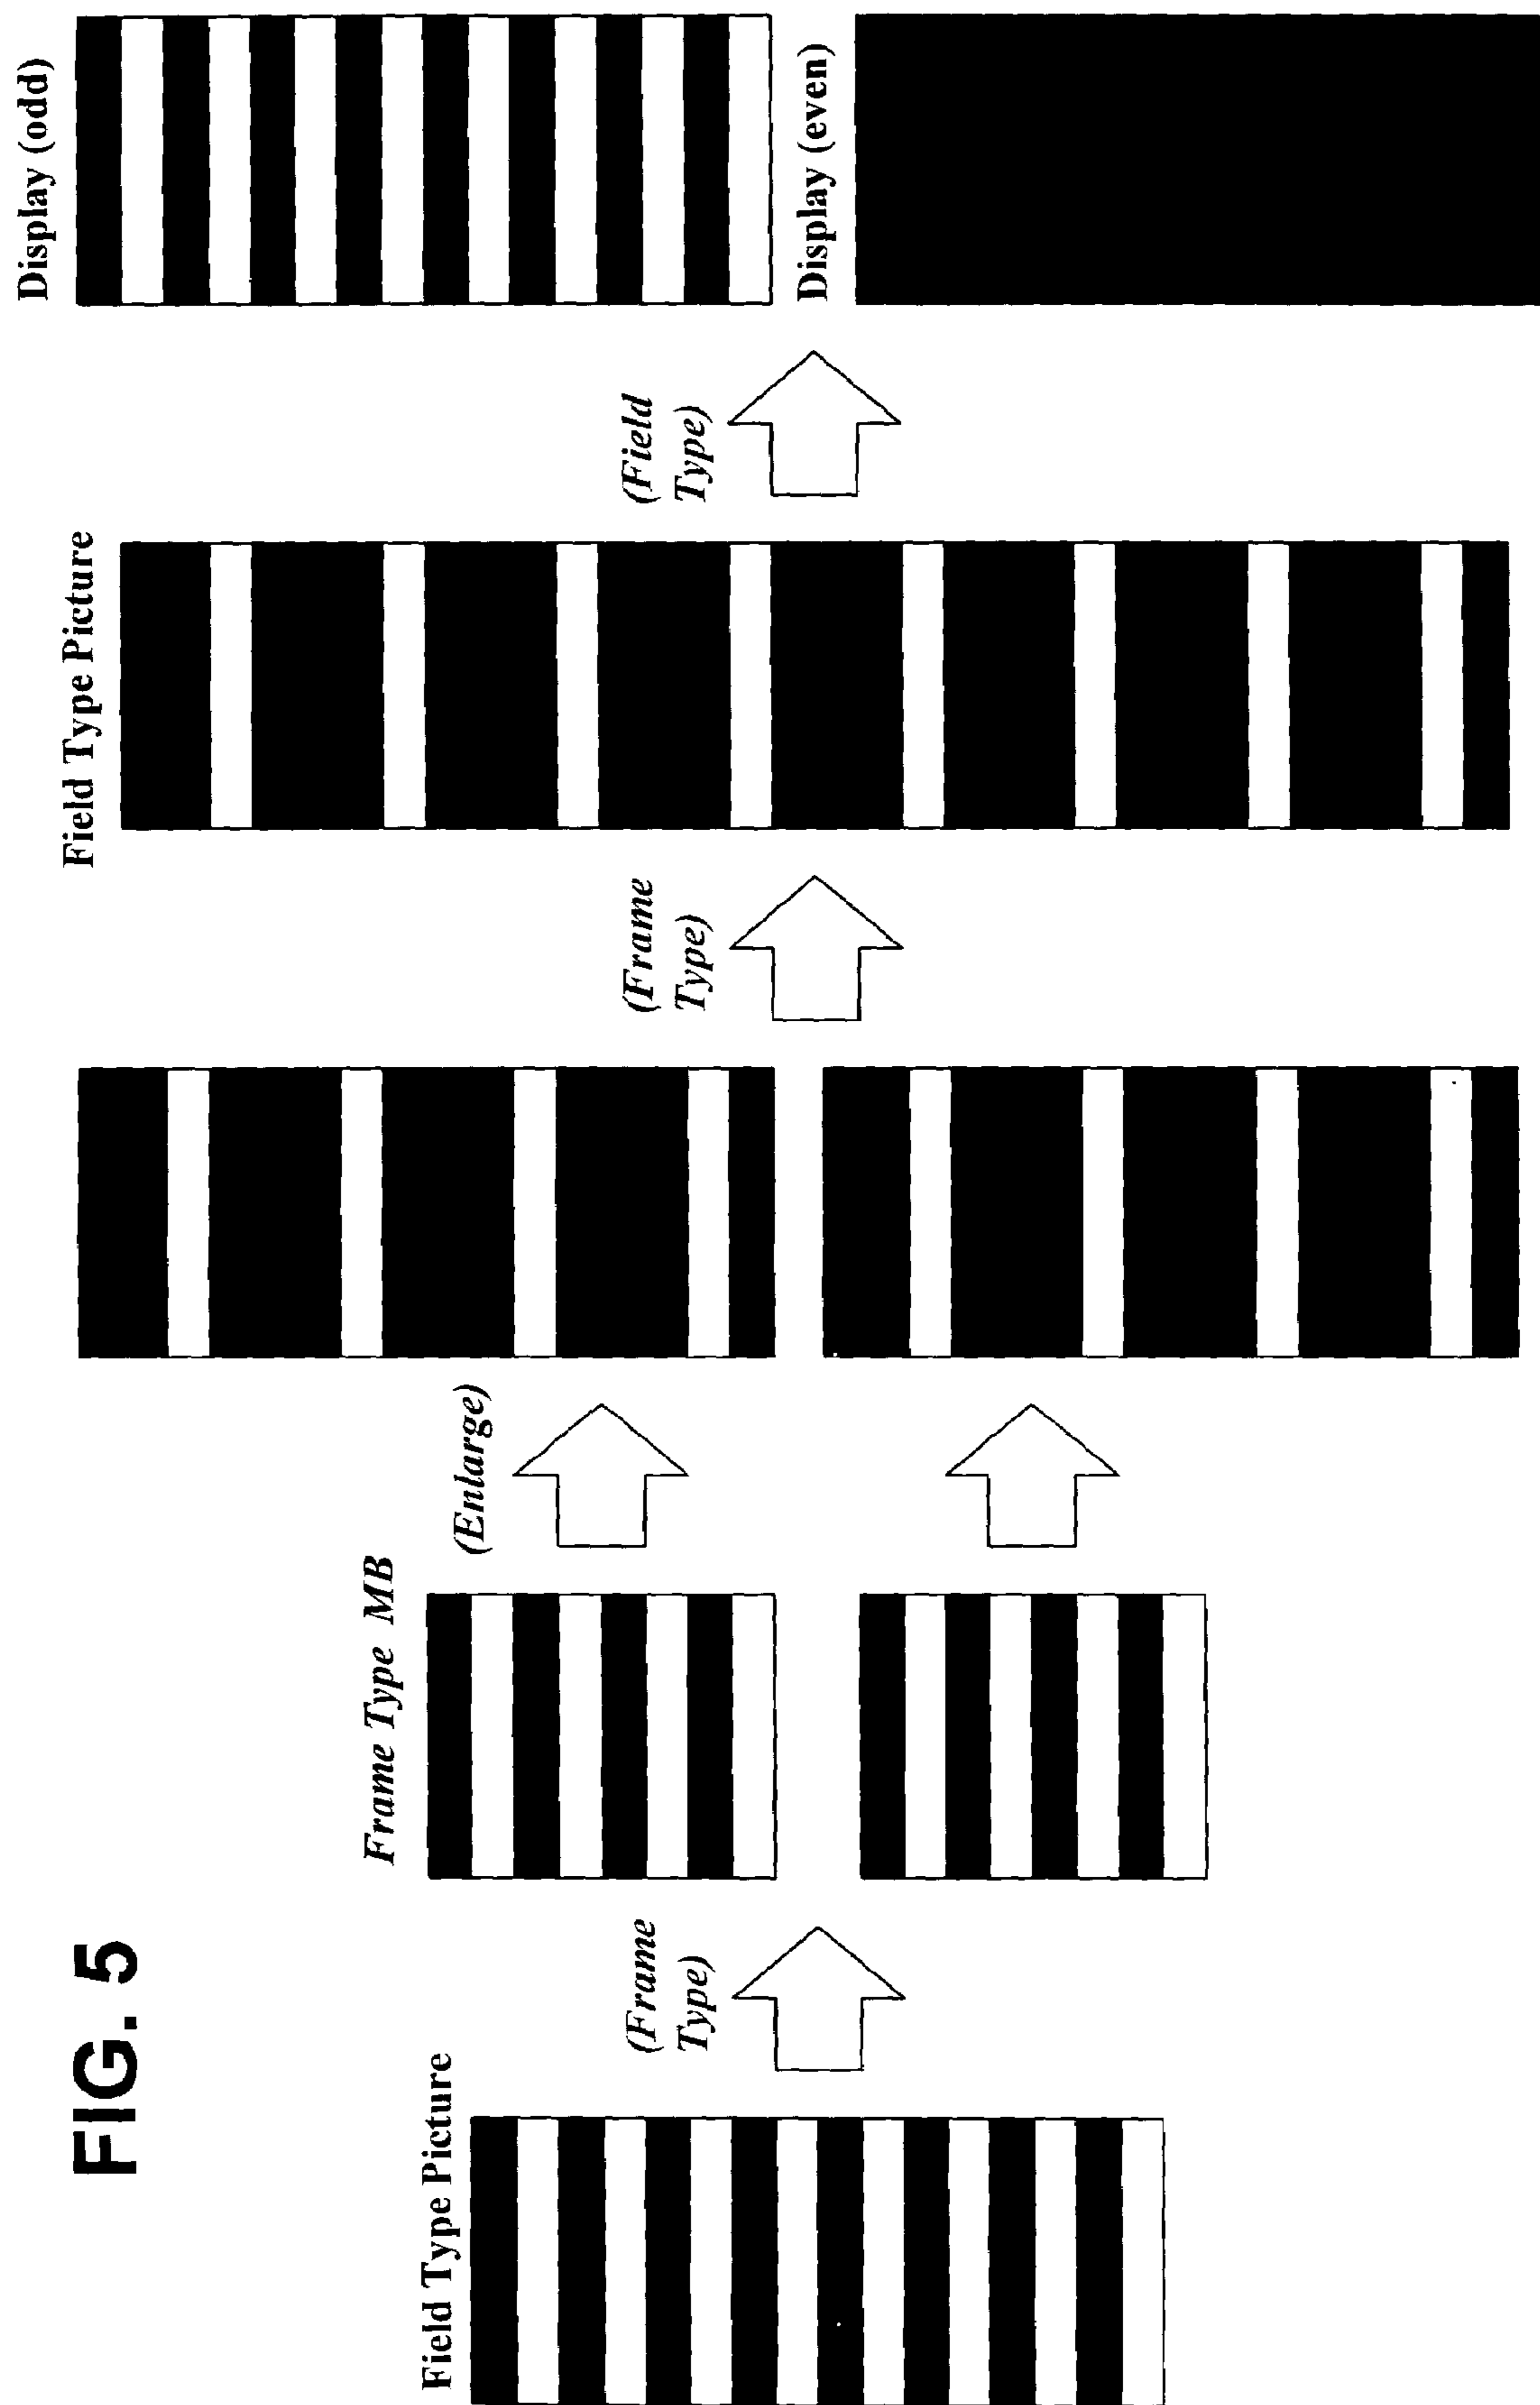 FIG. 5
Field Type Picture
(Frame
Type)
Frame Type MB
(Enlarge)
(Frame
Type)
Field Type Picture
(Field
Type)
Display (odd)
Display (even)